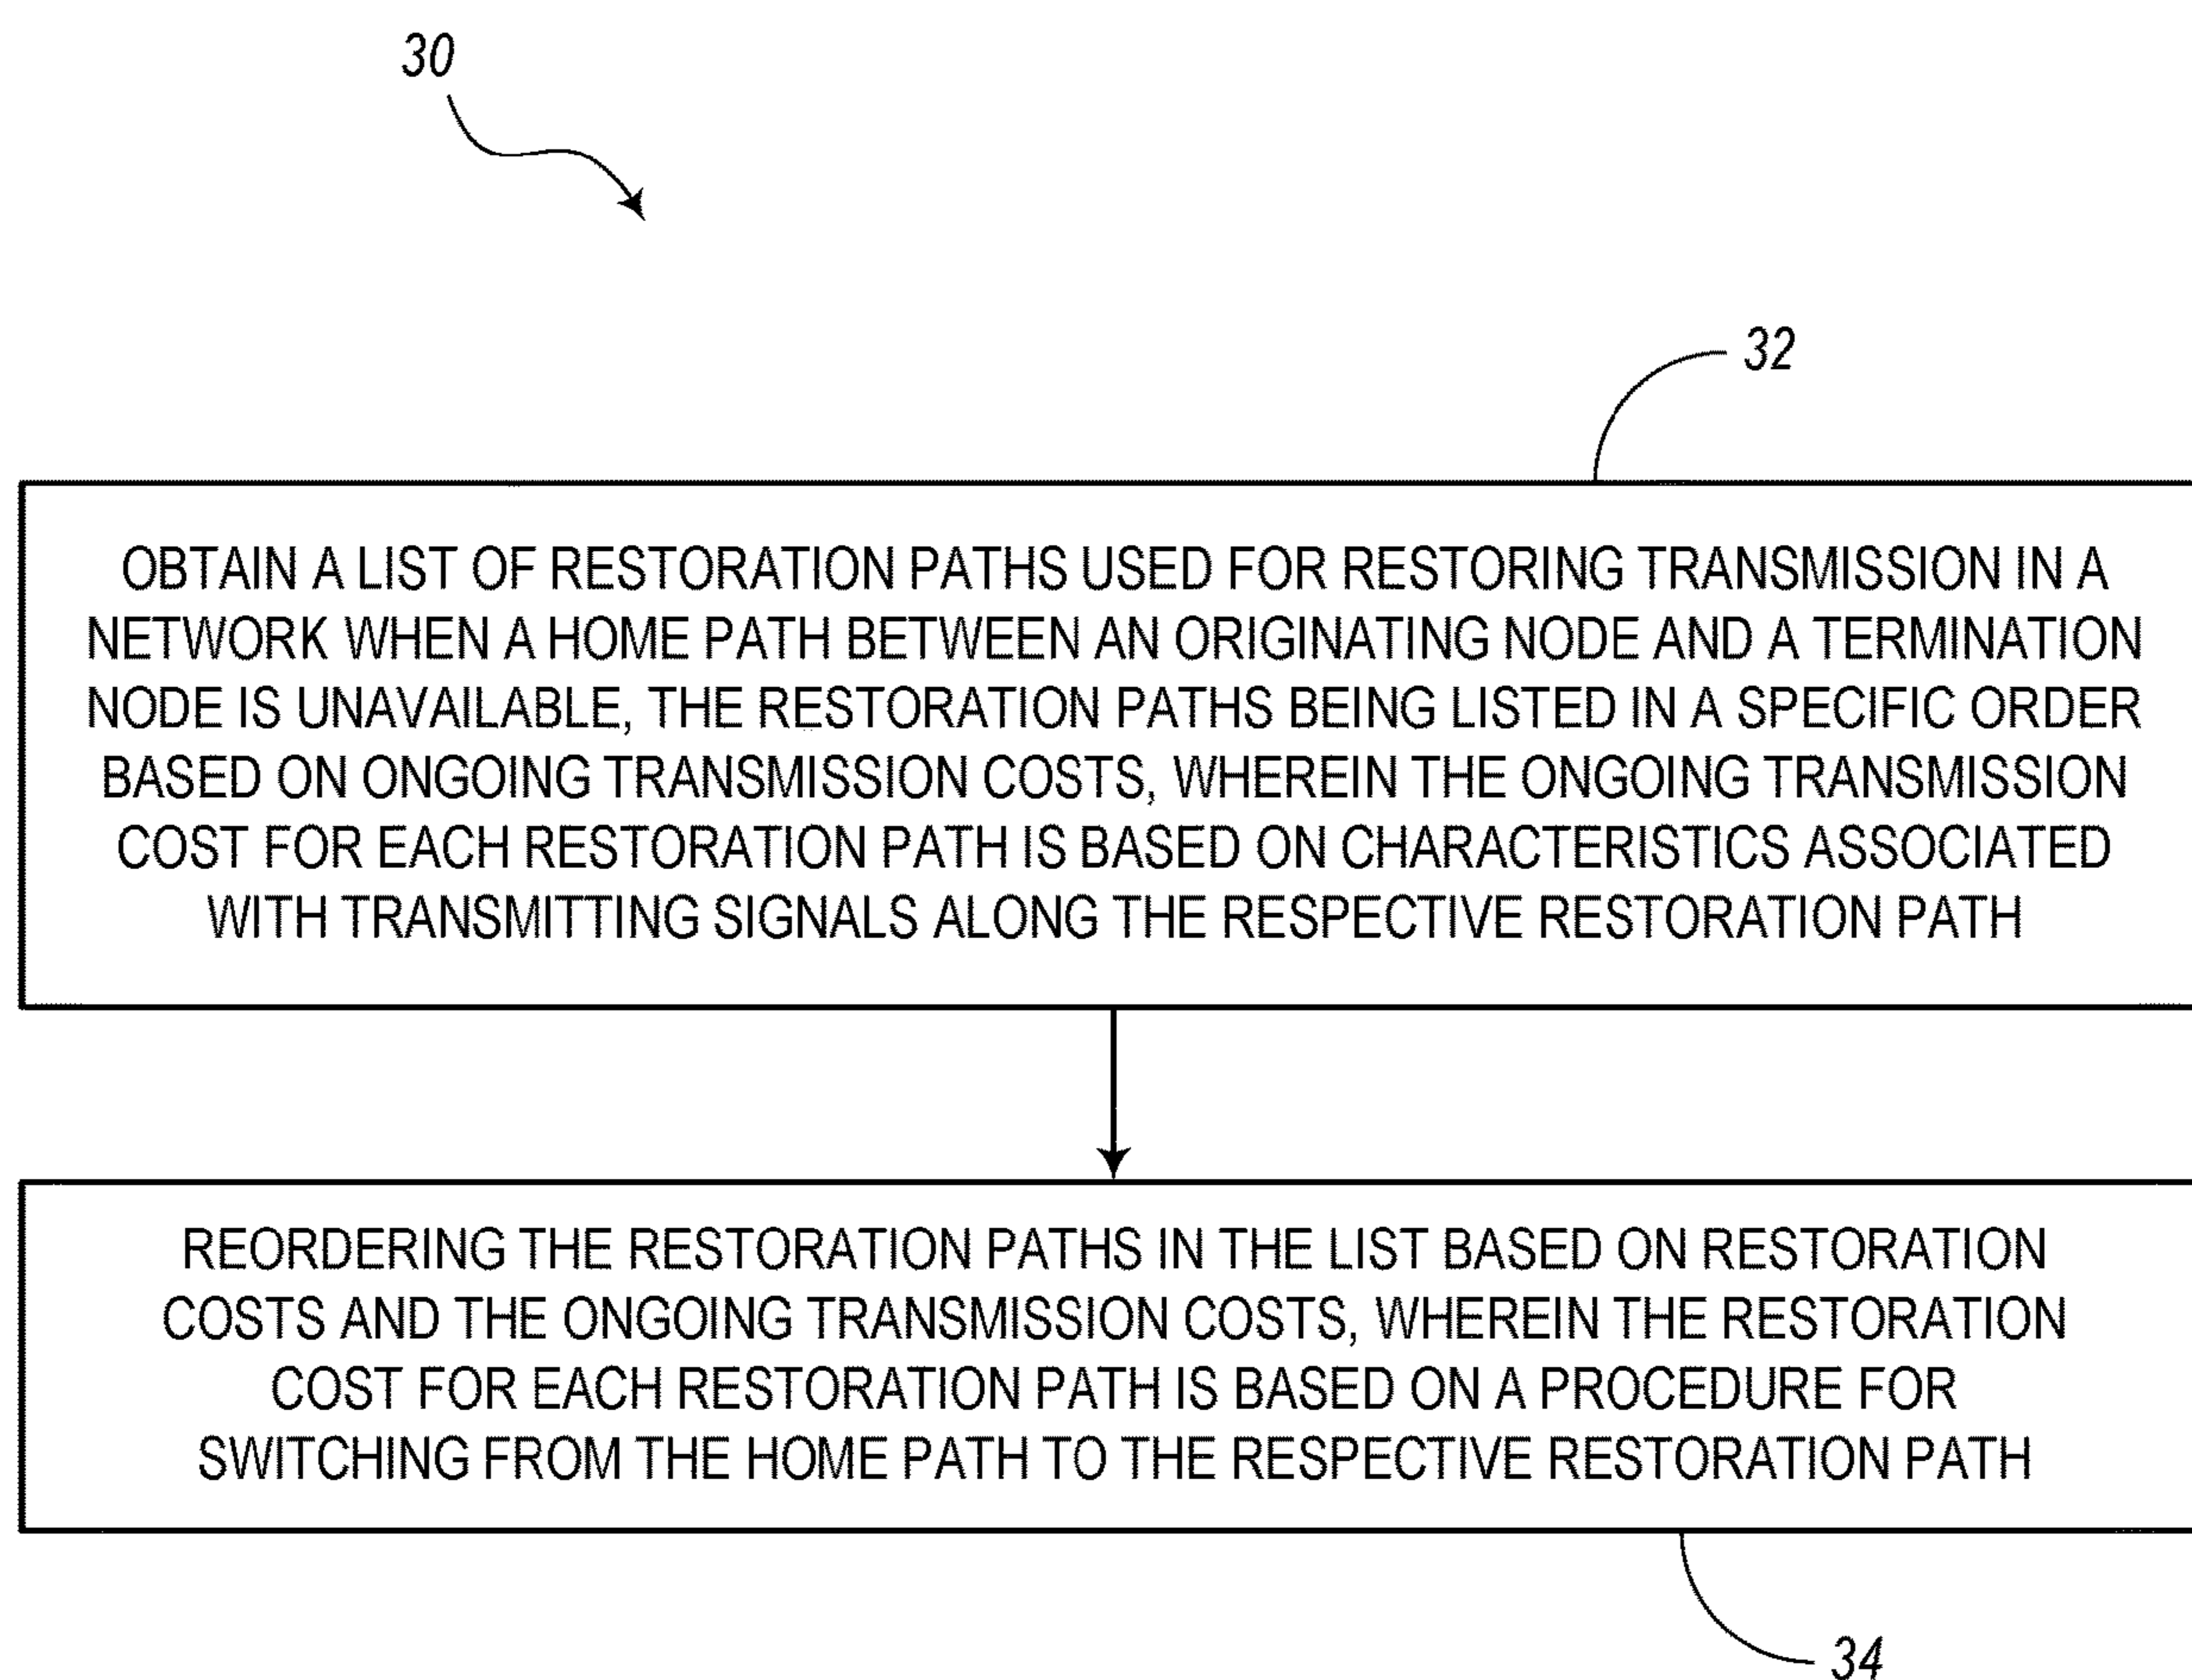 30
32
OBTAIN A LIST OF RESTORATION PATHS USED FOR RESTORING TRANSMISSION IN A
NETWORK WHEN A HOME PATH BETWEEN AN ORIGINATING NODE AND A TERMINATION
NODE IS UNAVAILABLE, THE RESTORATION PATHS BEING LISTED IN A SPECIFIC ORDER
BASED ON ONGOING TRANSMISSION COSTS, WHEREIN THE ONGOING TRANSMISSION
COST FOR EACH RESTORATION PATH IS BASED ON CHARACTERISTICS ASSOCIATED
WITH TRANSMITTING SIGNALS ALONG THE RESPECTIVE RESTORATION PATH
REORDERING THE RESTORATION PATHS IN THE LIST BASED ON RESTORATION
COSTS AND THE ONGOING TRANSMISSION COSTS, WHEREIN THE RESTORATION
COST FOR EACH RESTORATION PATH IS BASED ON A PROCEDURE FOR
SWITCHING FROM THE HOME PATH TO THE RESPECTIVE RESTORATION PATH
34